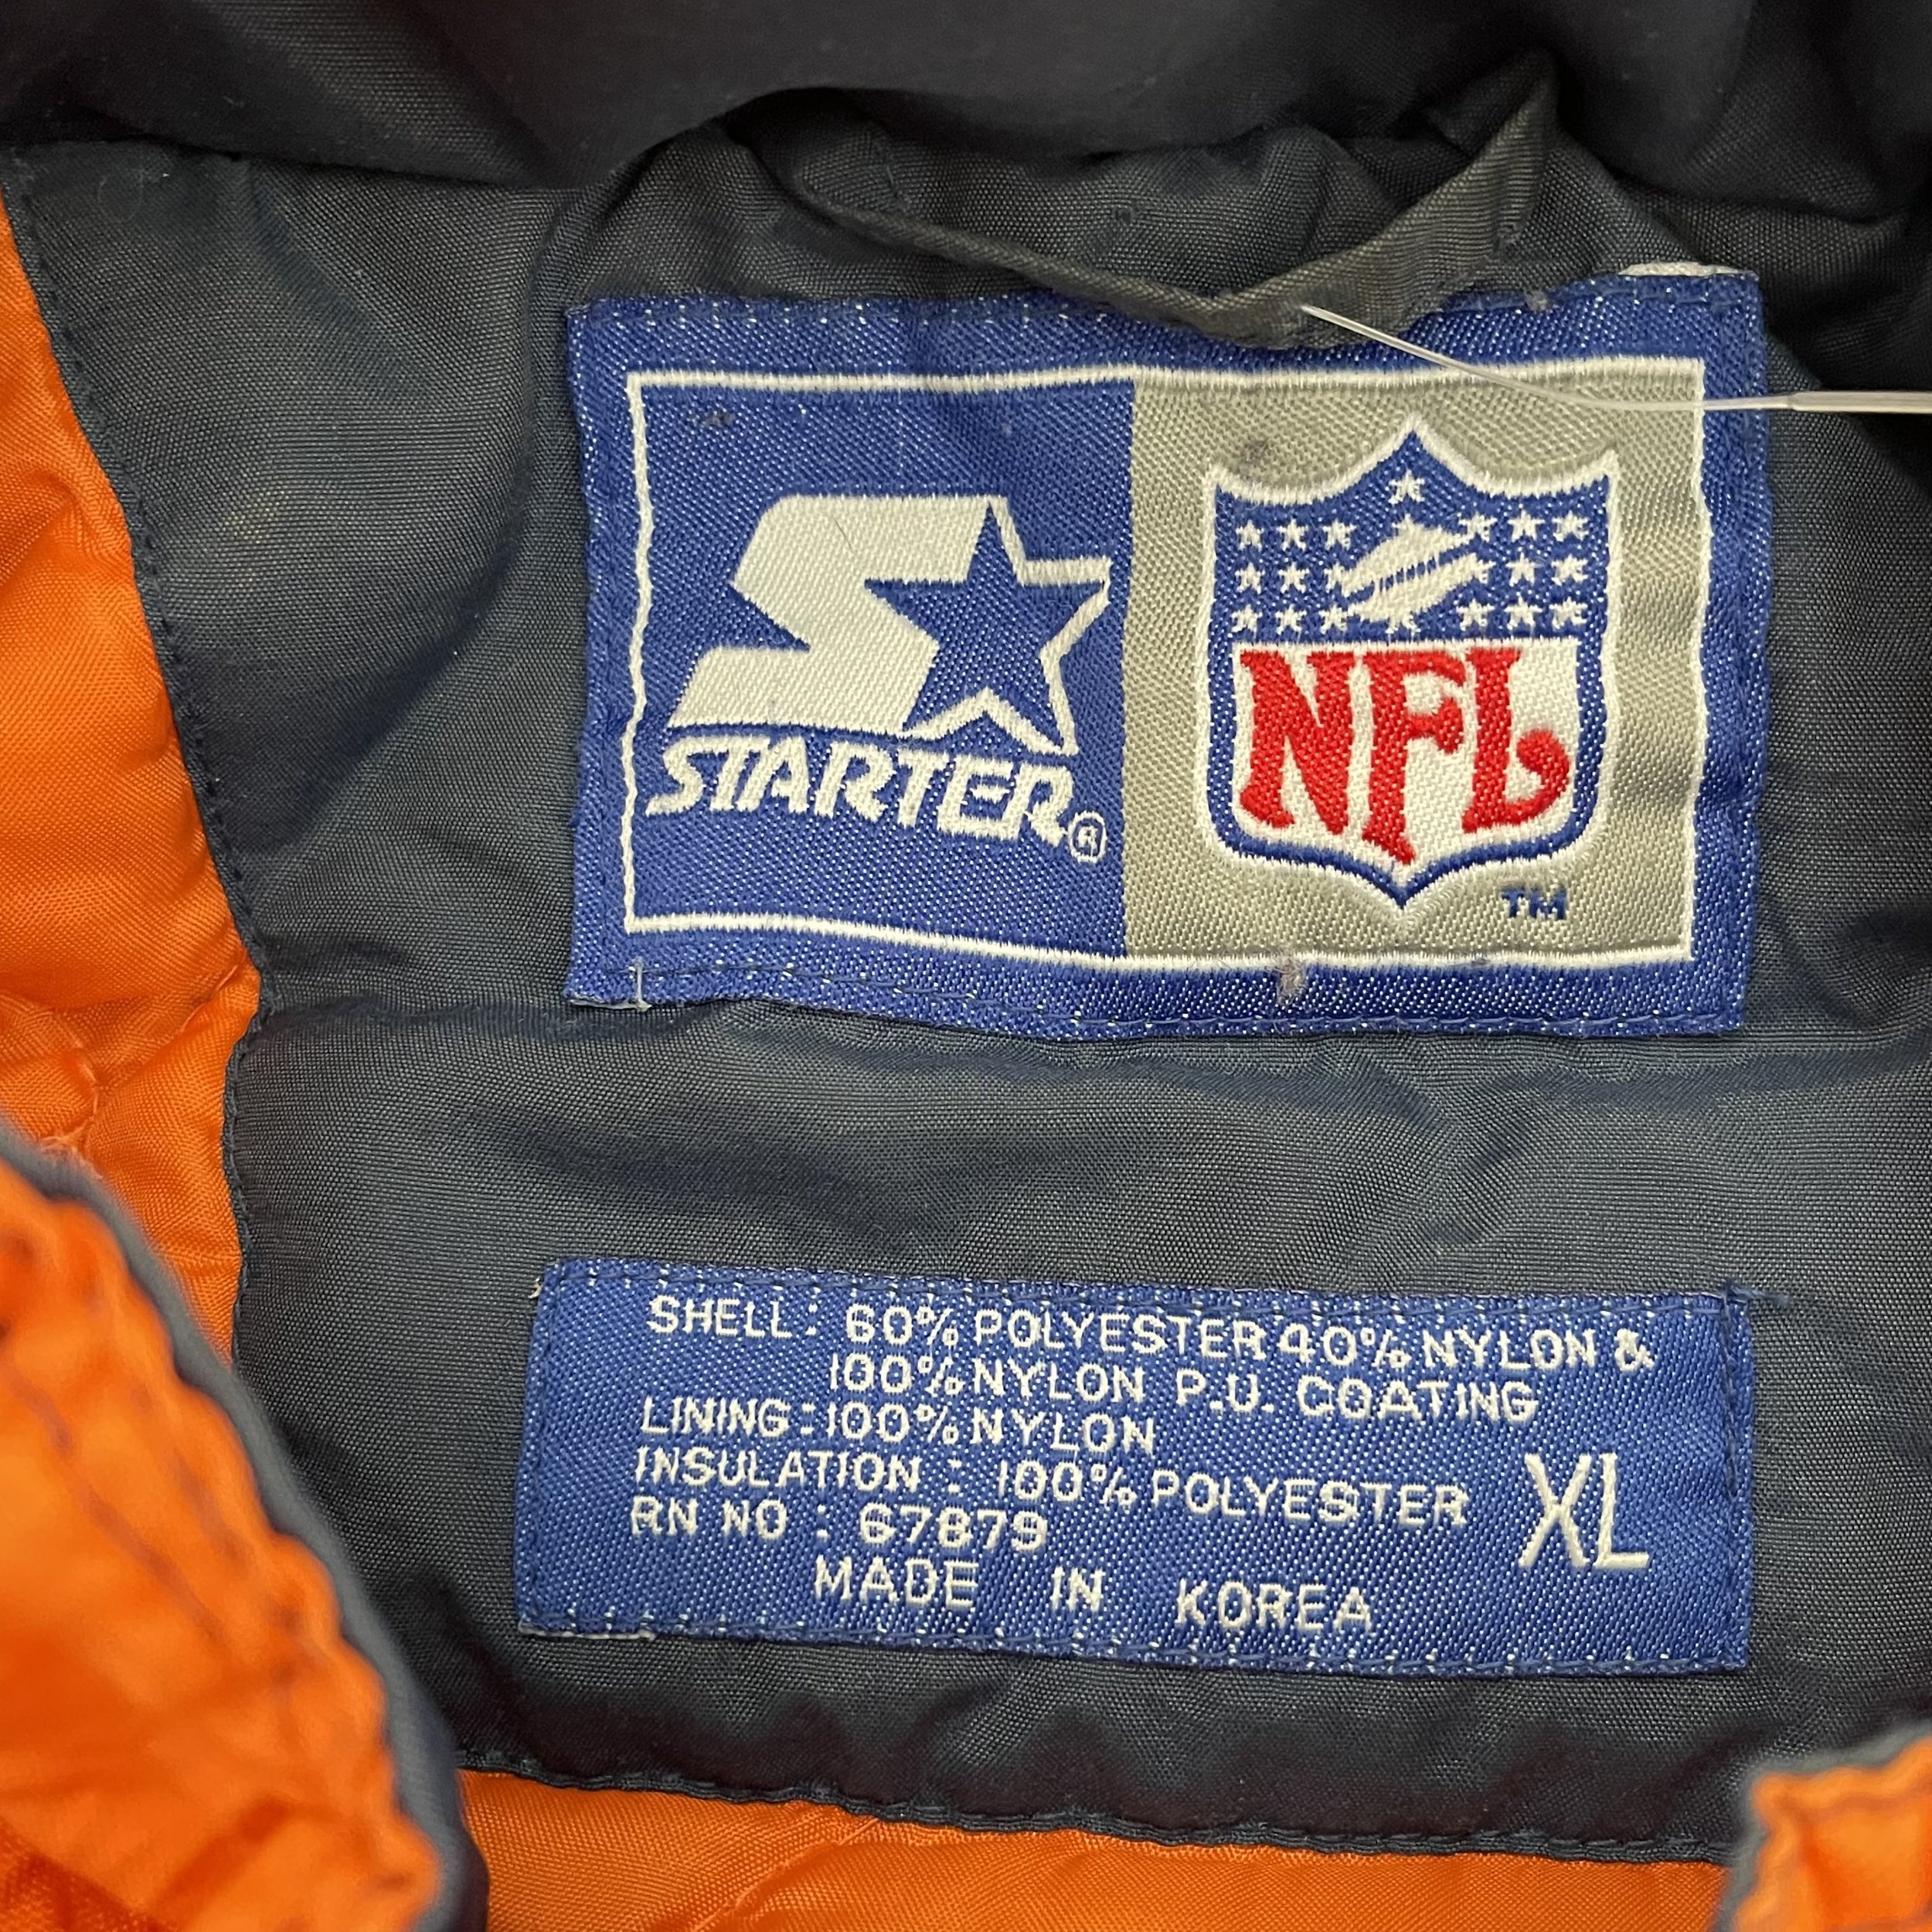 STARTER®
NFL
TM
SHELL: 60% POLYESTER 40% NYLON &
100% NYLON P.U. COATING
LINING: 100% NYLON
INSULATION : 100% POLYESTER
RN NO : 67879
XL
MADE IN KOREA